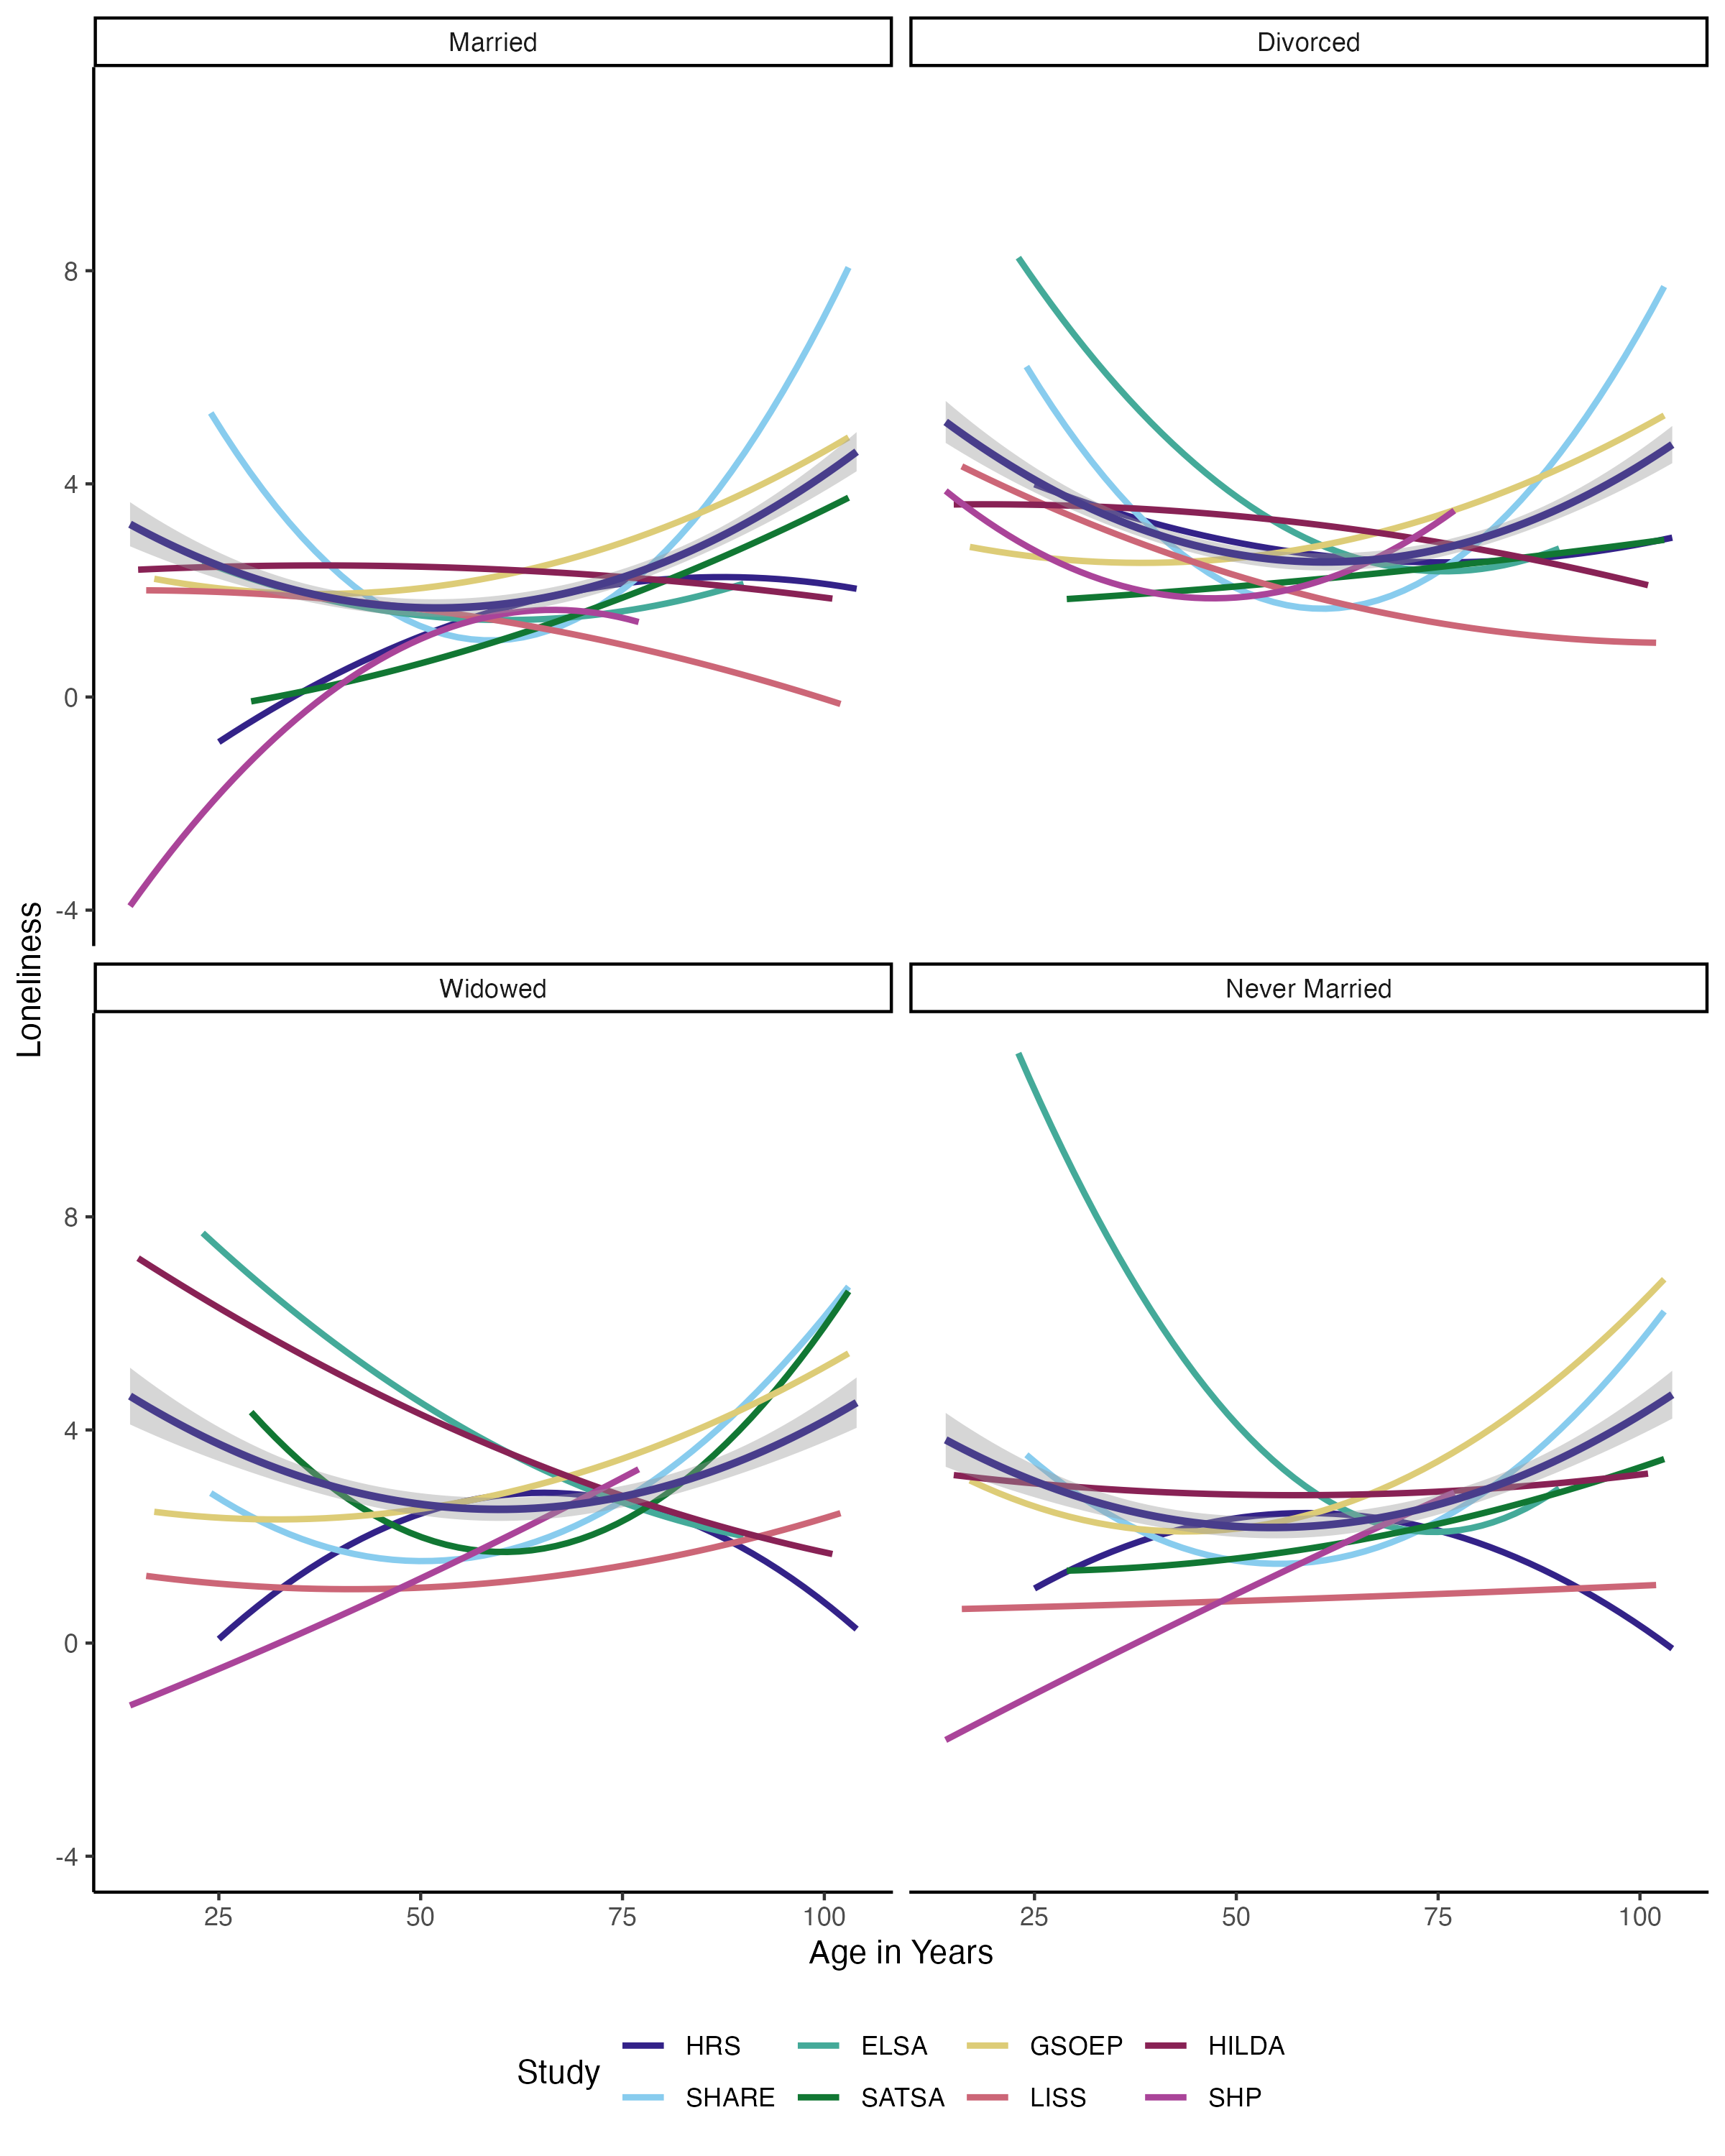 Married
Divorced
8
4
0
-4
Loneliness
Widowed
Never Married
8
4
0
-4
25 50 75 100 25 50 75 100
Age in Years
Study
HRS ELSA GSOEP HILDA
SHARE SATSA LISS SHP